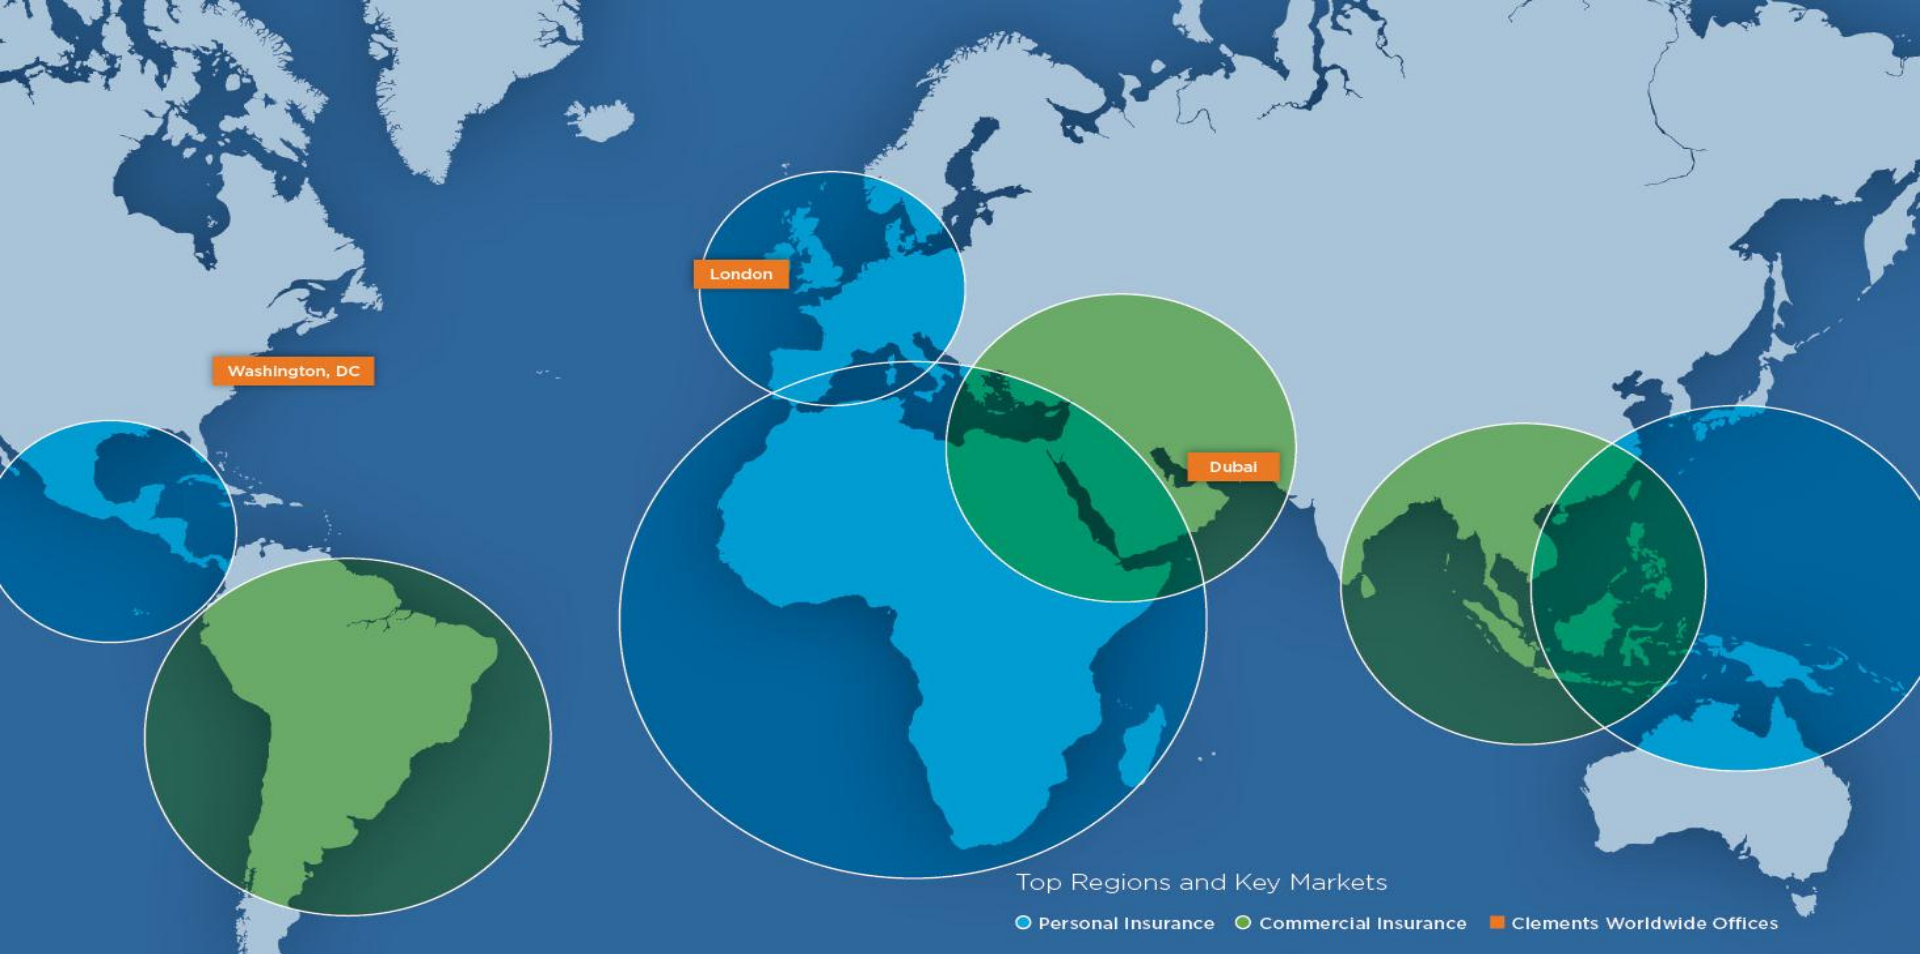 London
Washington, DC
Dubai
Top Regions and Key Markets
Personal Insurance
Commercial Insurance
Clements Worldwide Offices